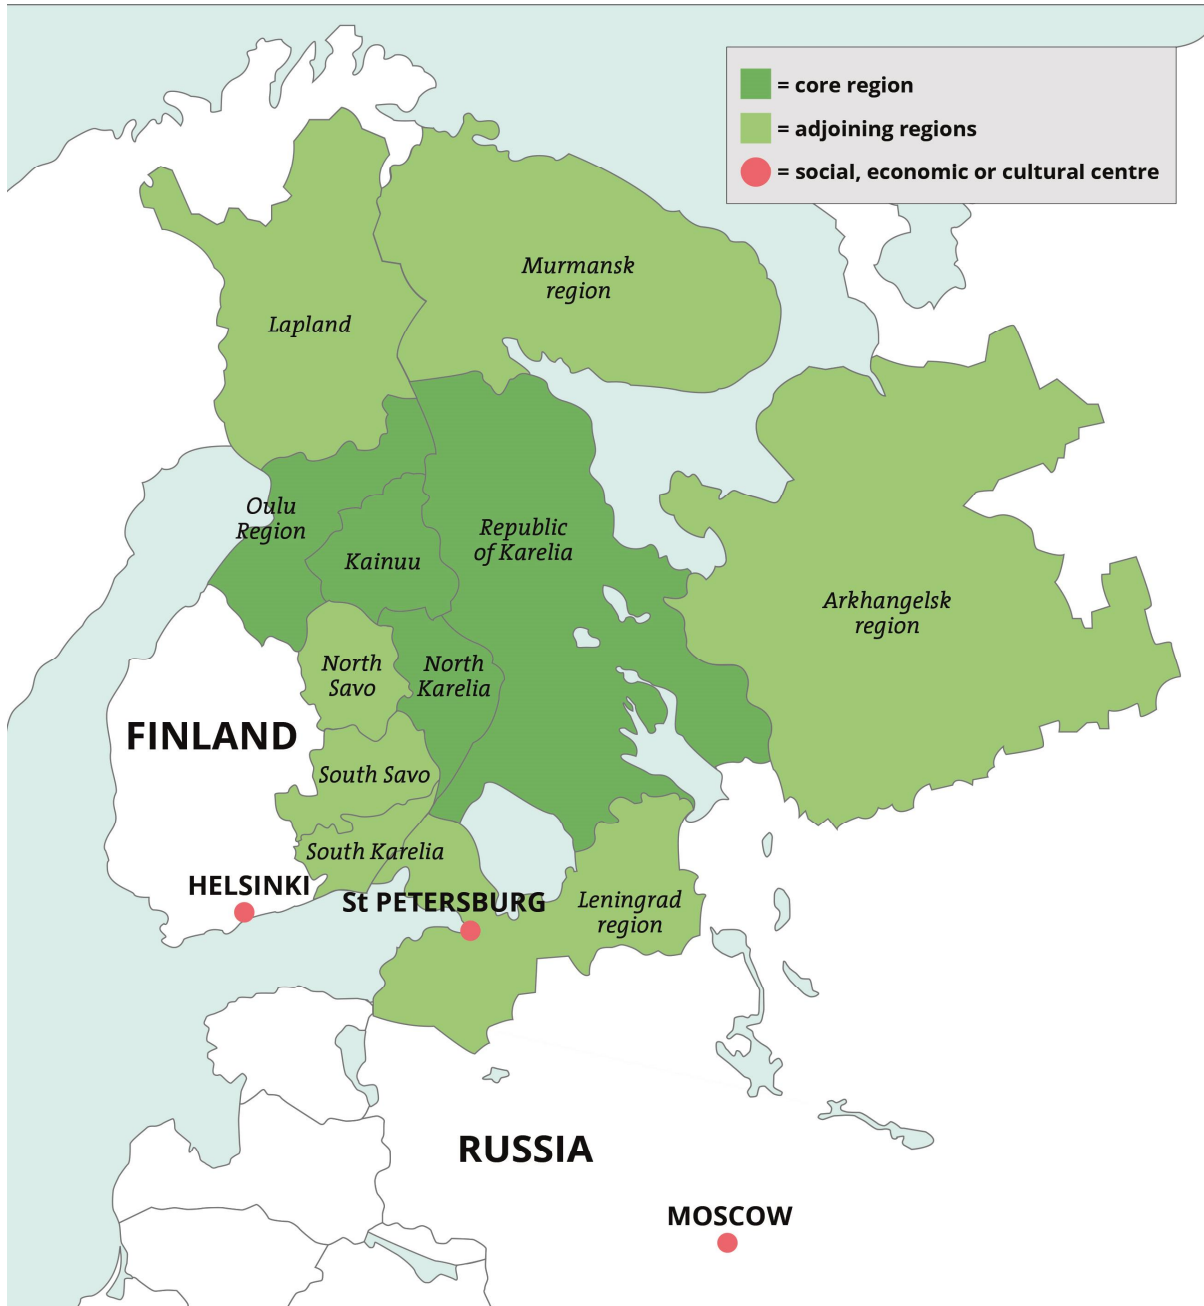 = core region
= adjoining regions
= social, economic or cultural centre
Murmansk
region
Lapland
Oulu
Region
Kainuu
Republic
of Karelia
Arkhangelsk
region
North
Savo
North
Karelia
FINLAND
South Savo
South Karelia
HELSINKI
St PETERSBURG
Leningrad
region
RUSSIA
MOSCOW